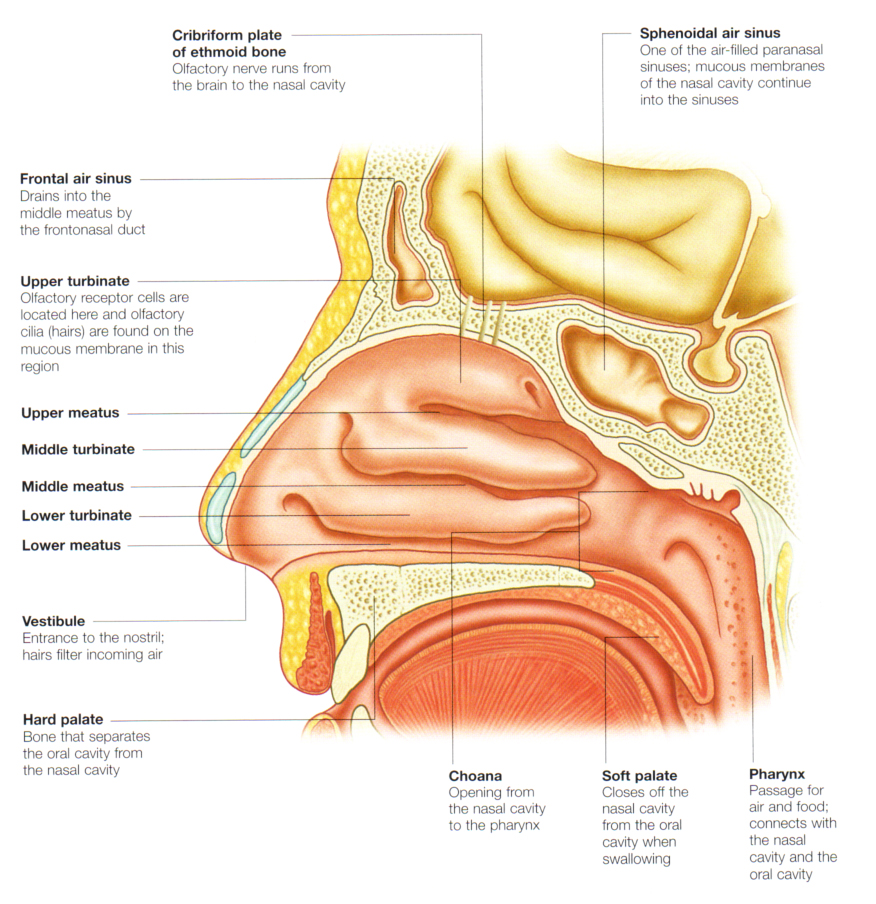 Cribriform plate
of ethmoid bone
Olfactory nerve runs from
the brain to the nasal cavity
Sphenoidal air sinus
One of the air-filled paranasal
sinuses; mucous membranes
of the nasal cavity continue
into the sinuses
Frontal air sinus
Drains into the
middle meatus by
the frontonasal duct
Upper turbinate
Olfactory receptor cells are
located here and olfactory
cilia (hairs) are found on the
mucous membrane in this
region
Upper meatus
Middle turbinate
Middle meatus
Lower turbinate
Lower meatus
Vestibule
Entrance to the nostril;
hairs filter incoming air
Hard palate
Bone that separates
the oral cavity from
the nasal cavity
Choana
Opening from
the nasal cavity
to the pharynx
Soft palate
Closes off the
nasal cavity
from the oral
cavity when
swallowing
Pharynx
Passage for
air and food;
connects with
the nasal
cavity and the
oral cavity